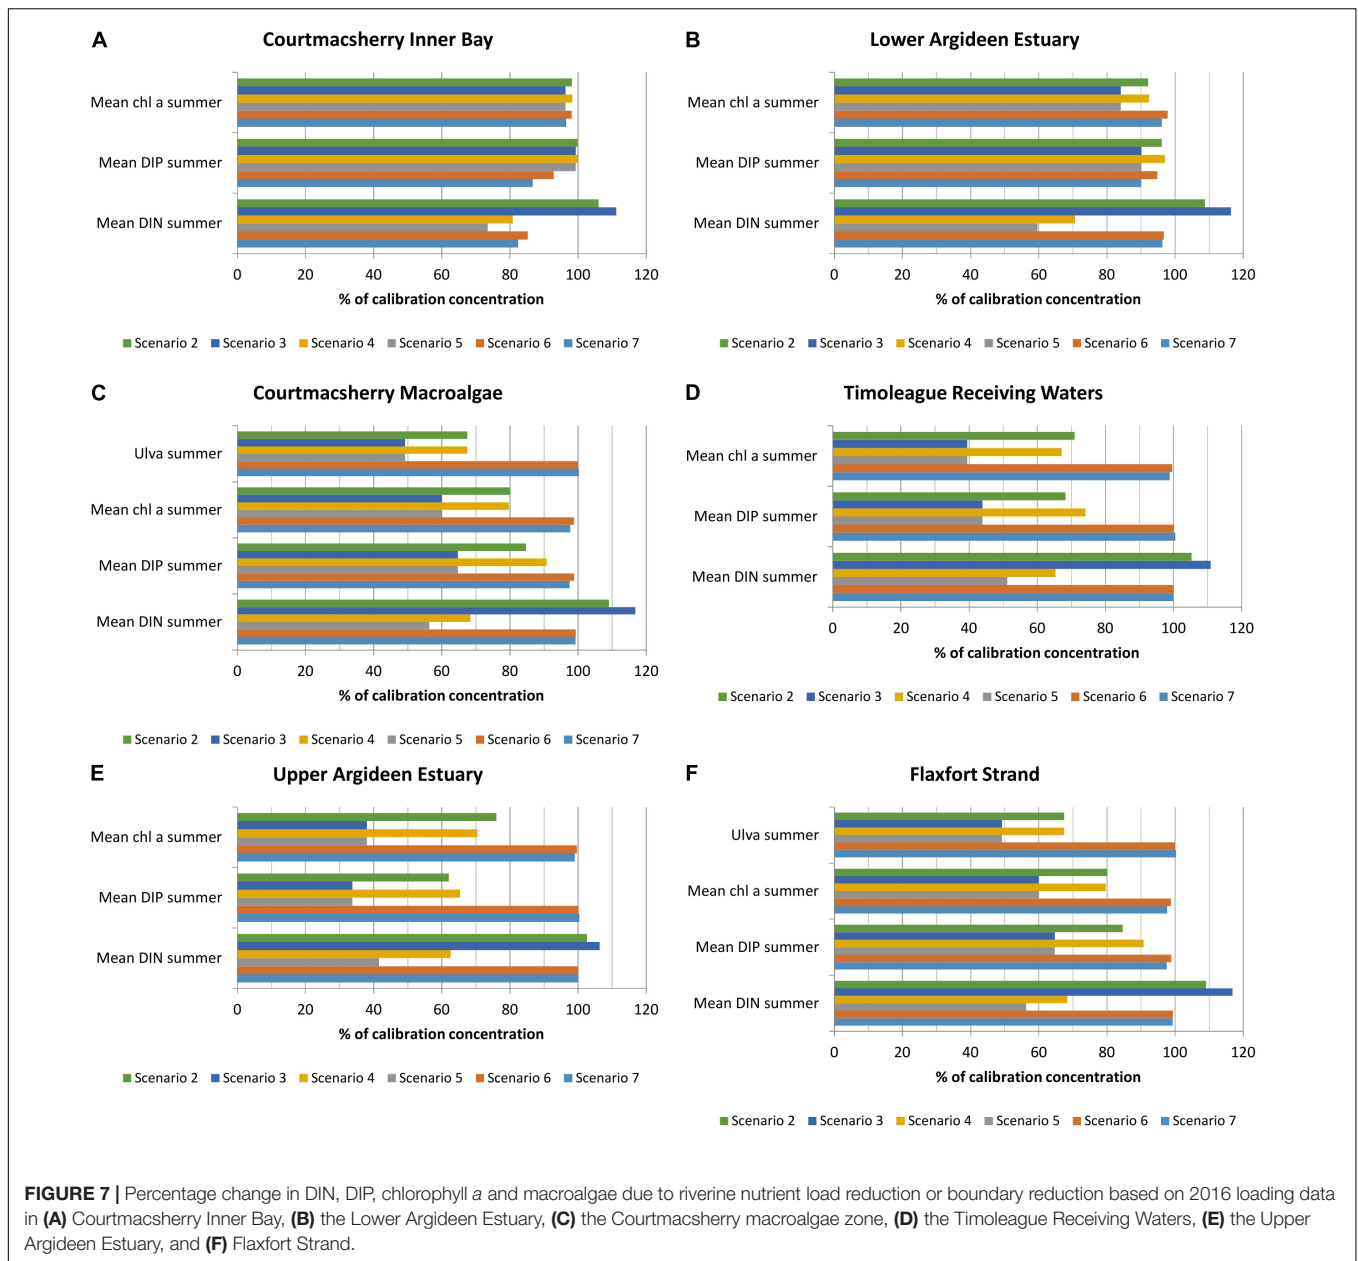 A
Courtmacsherry Inner Bay
Mean chl a summer
Mean DIP summer
Mean DIN summer
0 20 40 60 80 100 120
% of calibration concentration
Scenario 2 Scenario 3 Scenario 4 Scenario 5 Scenario 6 Scenario 7
B
Lower Argideen Estuary
Mean chl a summer
Mean DIP summer
Mean DIN summer
0 20 40 60 80 100 120
% of calibration concentration
Scenario 2 Scenario 3 Scenario 4 Scenario 5 Scenario 6 Scenario 7
C
Courtmacsherry Macroalgae
Ulva summer
Mean chl a summer
Mean DIP summer
Mean DIN summer
0 20 40 60 80 100 120
% of calibration concentration
Scenario 2 Scenario 3 Scenario 4 Scenario 5 Scenario 6 Scenario 7
D
Timoleague Receiving Waters
Mean chl a summer
Mean DIP summer
Mean DIN summer
0 20 40 60 80 100 120
% of calibration concentration
Scenario 2 Scenario 3 Scenario 4 Scenario 5 Scenario 6 Scenario 7
E
Upper Argideen Estuary
Mean chl a summer
Mean DIP summer
Mean DIN summer
0 20 40 60 80 100 120
% of calibration concentration
Scenario 2 Scenario 3 Scenario 4 Scenario 5 Scenario 6 Scenario 7
F
Flaxfort Strand
Ulva summer
Mean chl a summer
Mean DIP summer
Mean DIN summer
0 20 40 60 80 100 120
% of calibration concentration
Scenario 2 Scenario 3 Scenario 4 Scenario 5 Scenario 6 Scenario 7
FIGURE 7 | Percentage change in DIN, DIP, chlorophyll a and macroalgae due to riverine nutrient load reduction or boundary reduction based on 2016 loading data
in (A) Courtmacsherry Inner Bay, (B) the Lower Argideen Estuary, (C) the Courtmacsherry macroalgae zone, (D) the Timoleague Receiving Waters, (E) the Upper
Argideen Estuary, and (F) Flaxfort Strand.